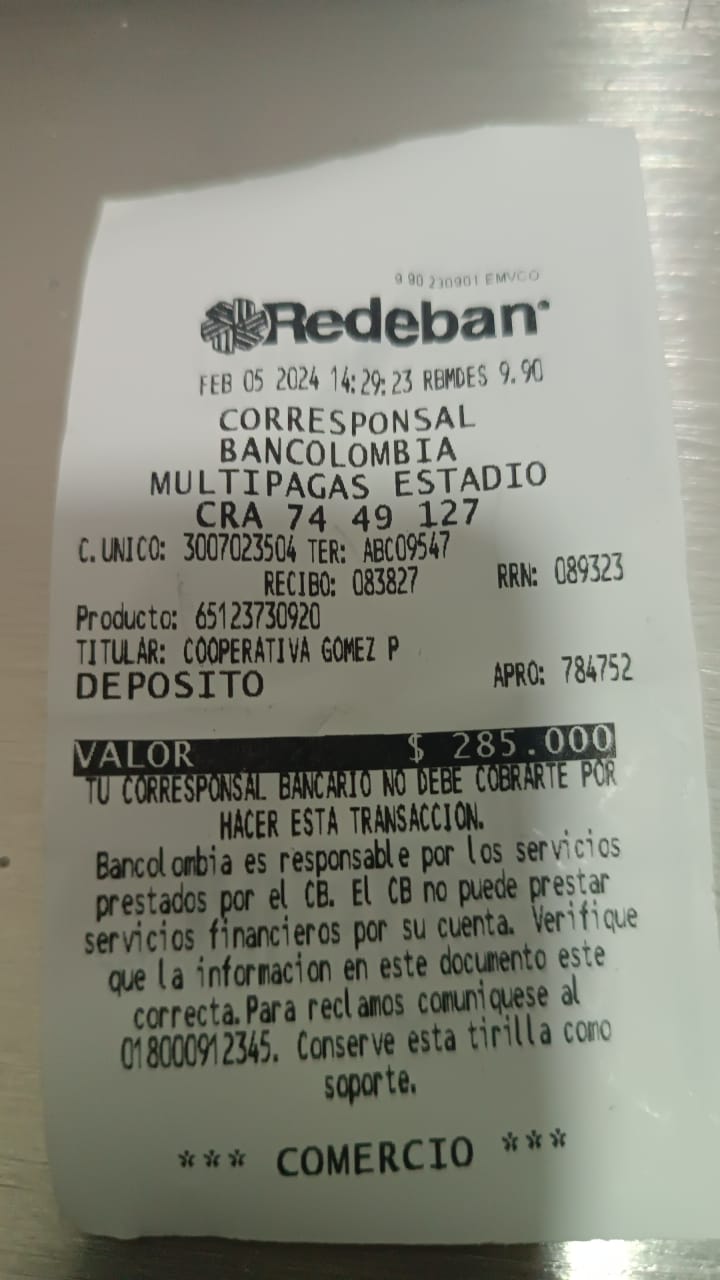 9 90 230901 EMVCO
Redeban
FEB 05 2024 14:29:23 RBMDES 9.90
CORRESPONSAL
BANCOLOMBIA
MULTIPAGAS ESTADIO
CRA 74 49 127
C. UNICO: 3007023504 TER: ABC09547
RECIBO: 083827 RRN: 089323
Producto: 65123730920
TITULAR: COOPERATIVA GOMEZ P
DEPOSITO APRO: 784752
VALOR $ 285.000
TU CORRESPONSAL BANCARIO NO DEBE COBRARTE POR
HACER ESTA TRANSACCION.
Bancolombia es responsable por los servicios
prestados por el CB. El CB no puede prestar
servicios financieros por su cuenta. Verifique
que la informacion en este documento este
correcta. Para reclamos comuniquese al
018000912345. Conserve esta tirilla como
soporte.
*** COMERCIO ***